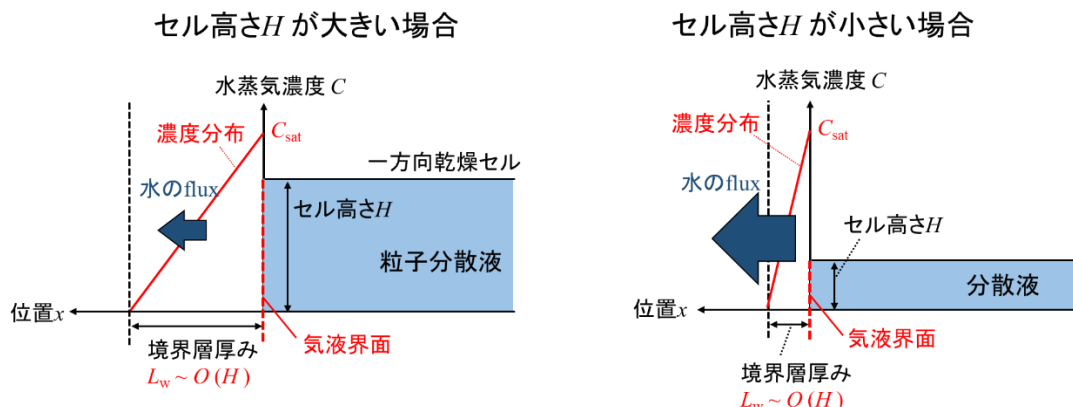 セル高さHが大きい場合
水蒸気濃度 C
濃度分布
Csat
一方向乾燥セル
水のflux
セル高さH
粒子分散液
位置x
気液界面
境界層厚み
Lw ~ O (H)
セル高さHが小さい場合
水蒸気濃度 C
濃度分布
Csat
水のflux
セル高さH
分散液
位置x
気液界面
境界層厚み
Lw ~ O (H)